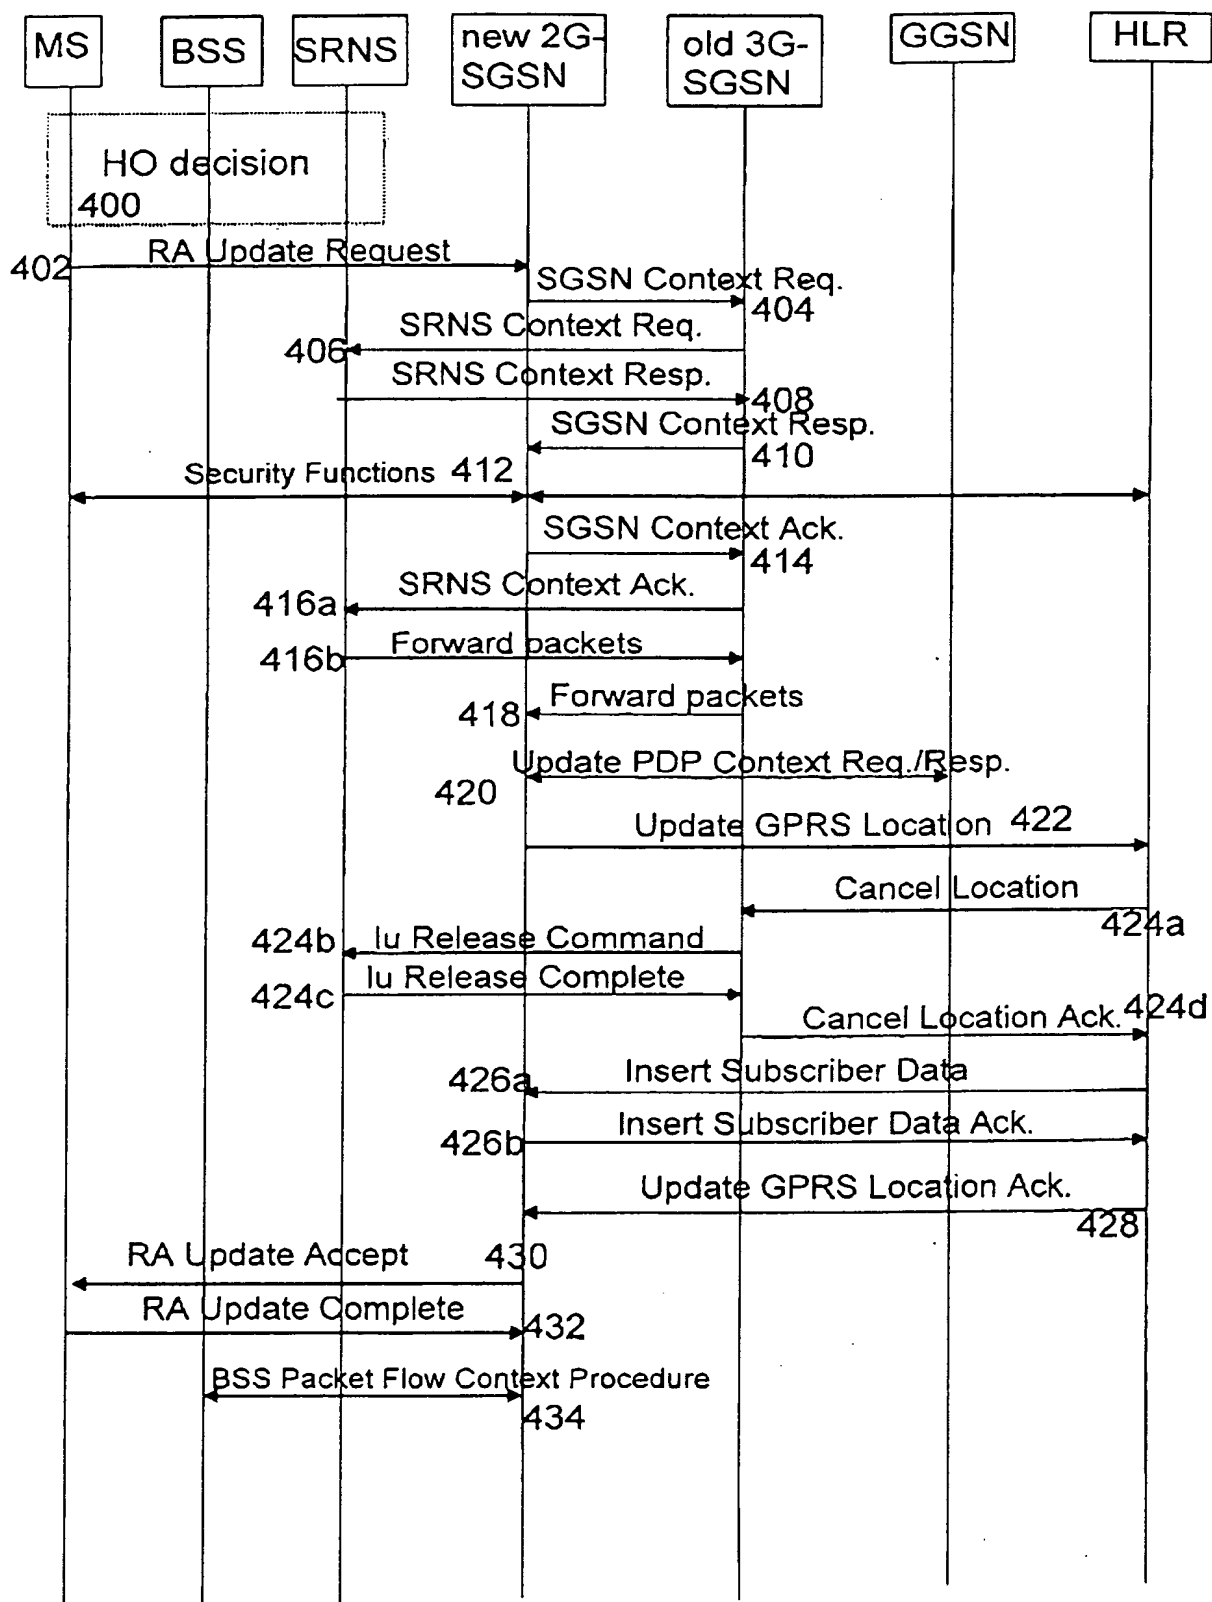 MS
BSS
SRNS
new 2G-
SGSN
old 3G-
SGSN
GGSN
HLR
HO decision
400
402
RA Update Request
SGSN Context Req.
404
SRNS Context Req.
406
SRNS Context Resp.
408
SGSN Context Resp.
410
Security Functions 412
SGSN Context Ack.
414
SRNS Context Ack.
416a
Forward packets
416b
Forward packets
418
Update PDP Context Req./Resp.
420
Update GPRS Location 422
Cancel Location
424a
424b Iu Release Command
Iu Release Complete
424c
424d
Cancel Location Ack.
Insert Subscriber Data
426a
Insert Subscriber Data Ack.
426b
Update GPRS Location Ack.
428
RA Update Accept 430
RA Update Complete
432
BSS Packet Flow Context Procedure
434